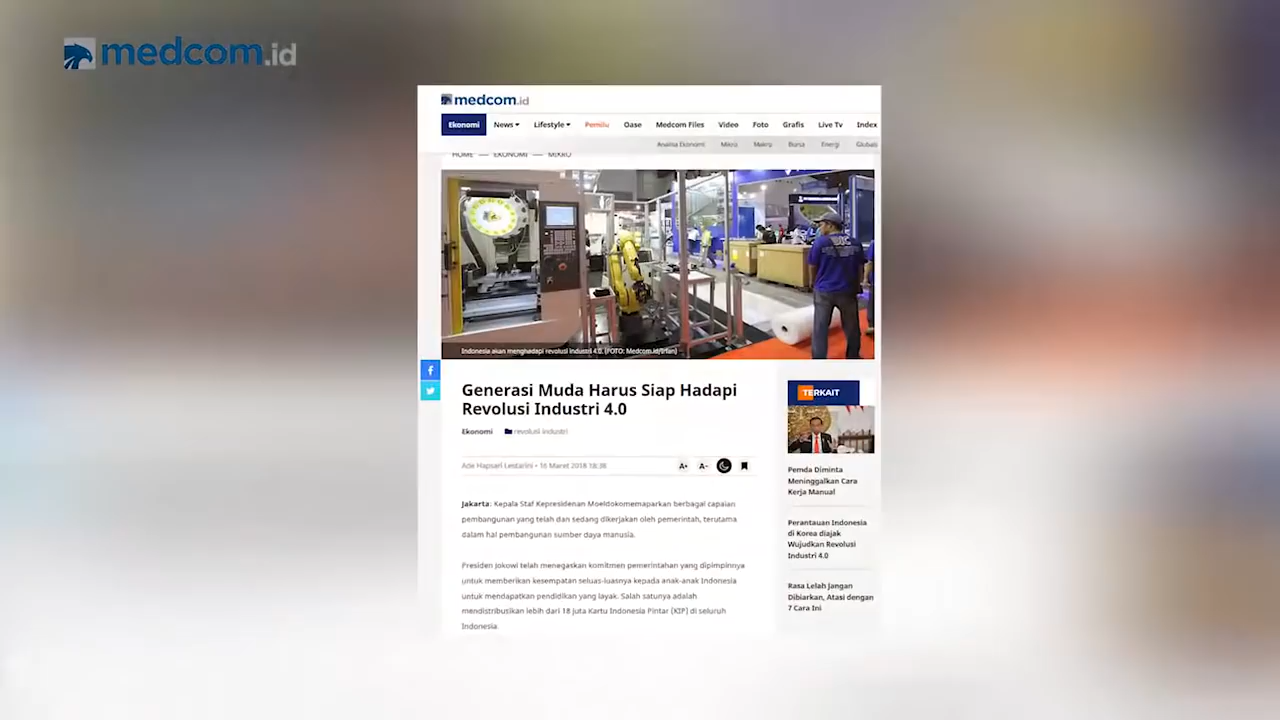 medcom.id
medcom.id
Ekonomi News Lifestyle Pemilu Oase Medcom Files Video Foto Grafis Live Tv Index
Analisa Ekonomi Mikro Makro Bursa Energi Globali
HOME — EKONOMI — MIKRO
Indonesia akan menghadapi revolusi industri 4.0. (FOTO: Medcom.id/Irfan)
Generasi Muda Harus Siap Hadapi
Revolusi Industri 4.0
Ekonomi revolusi industri
Ade Hapsari Lestarini • 16 Maret 2018 18:38
A+ A-
Jakarta: Kepala Staf Kepresidenan Moeldokomemaparkan berbagai capaian
pembangunan yang telah dan sedang dikerjakan oleh pemerintah, terutama
dalam hal pembangunan sumber daya manusia.
Presiden Jokowi telah menegaskan komitmen pemerintahan yang dipimpinnya
untuk memberikan kesempatan seluas-luasnya kepada anak-anak Indonesia
untuk mendapatkan pendidikan yang layak. Salah satunya adalah
mendistribusikan lebih dari 18 juta Kartu Indonesia Pintar (KIP) di seluruh
Indonesia.
TERKAIT
Pemda Diminta
Meninggalkan Cara
Kerja Manual
Perantauan Indonesia
di Korea diajak
Wujudkan Revolusi
Industri 4.0
Rasa Lelah Jangan
Dibiarkan, Atasi dengan
7 Cara Ini